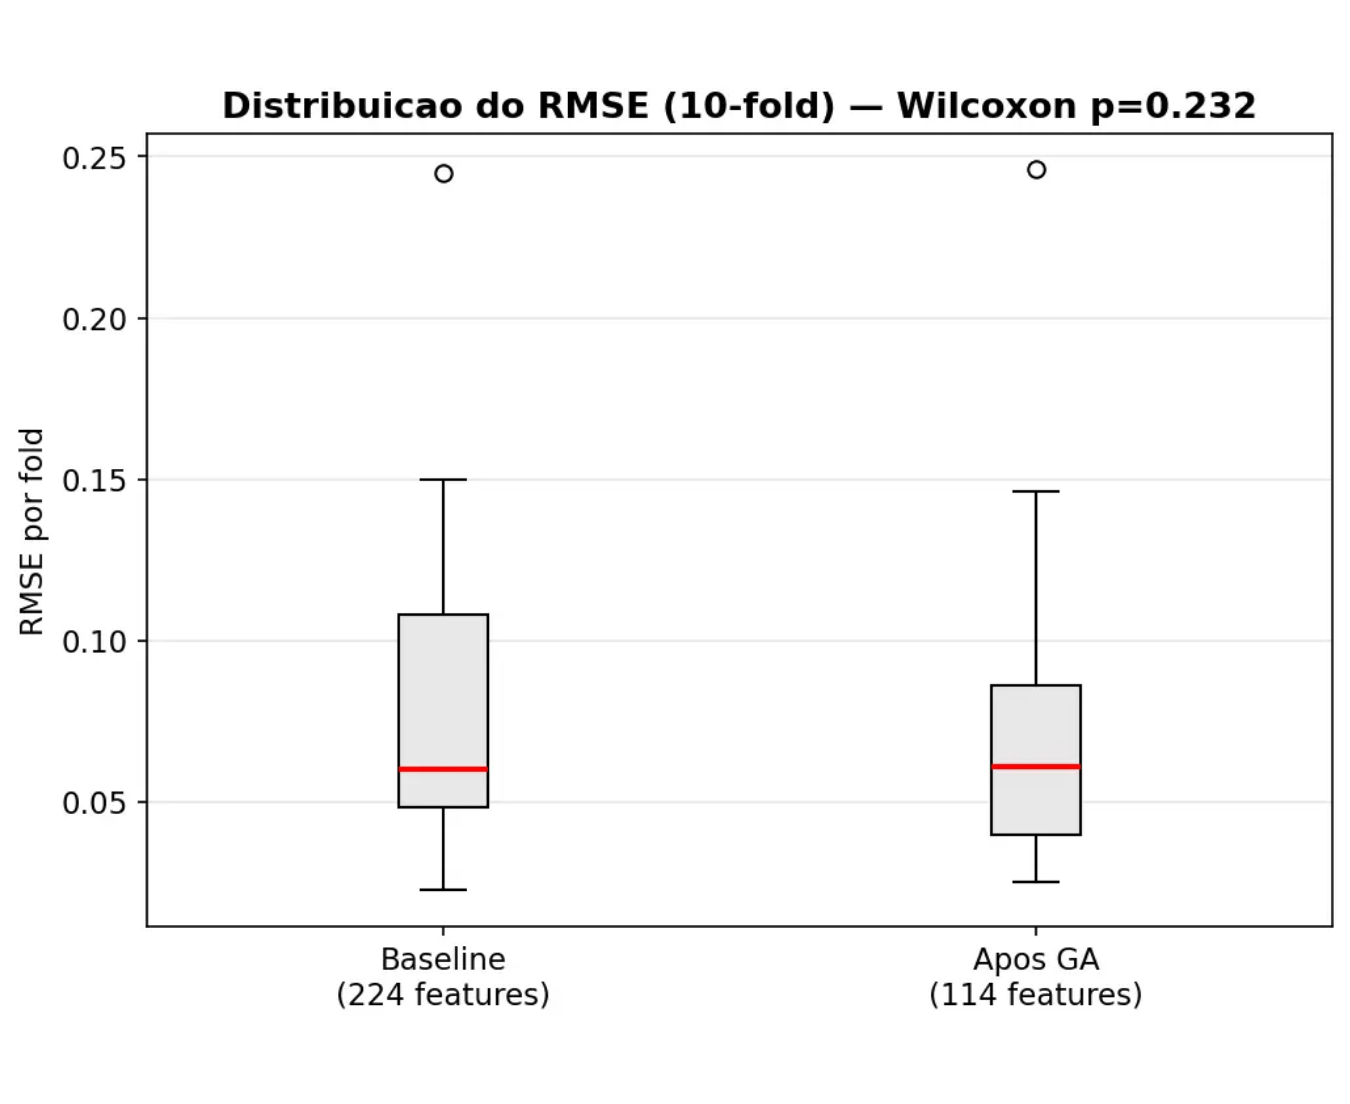 Distribuicao do RMSE (10-fold) — Wilcoxon p=0.232
0.25
0.20
0.15
0.10
0.05
RMSE por fold
Baseline
(224 features)
Apos GA
(114 features)